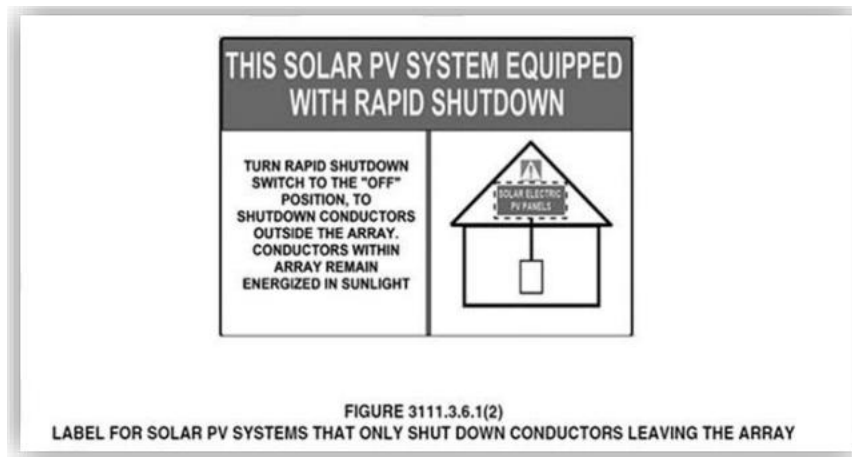 THIS SOLAR PV SYSTEM EQUIPPED
WITH RAPID SHUTDOWN
TURN RAPID SHUTDOWN
SWITCH TO THE "OFF"
POSITION, TO
SHUTDOWN CONDUCTORS
OUTSIDE THE ARRAY.
CONDUCTORS WITHIN
ARRAY REMAIN
ENERGIZED IN SUNLIGHT
SOLAR ELECTRIC
PV PANELS
FIGURE 3111.3.6.1(2)
LABEL FOR SOLAR PV SYSTEMS THAT ONLY SHUT DOWN CONDUCTORS LEAVING THE ARRAY